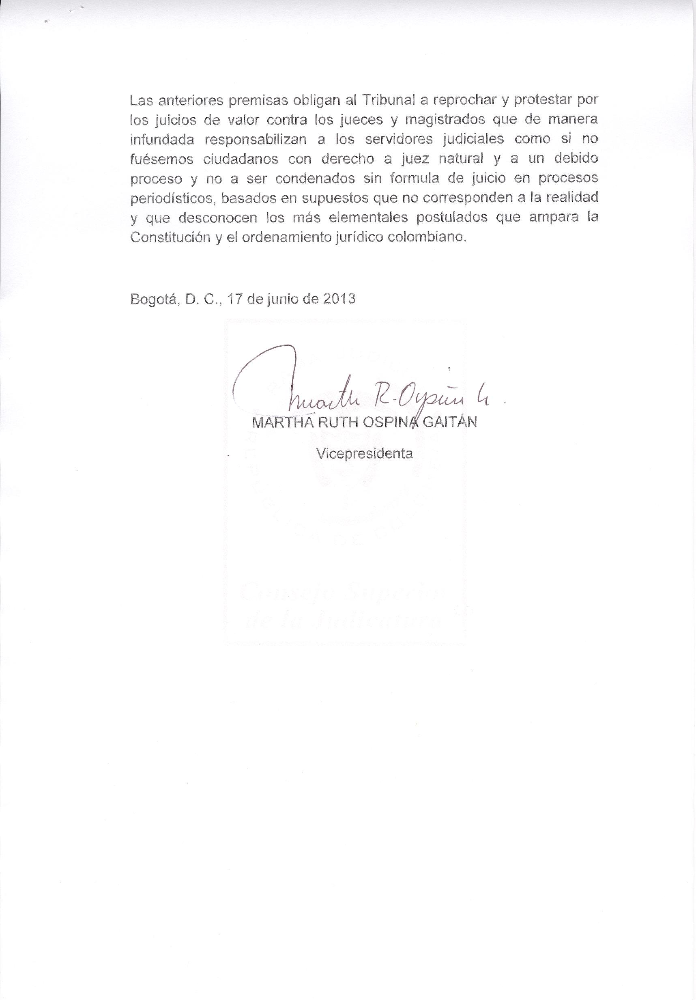 Las anteriores premisas obligan al Tribunal a reprochar y protestar por
los juicios de valor contra los jueces y magistrados que de manera
infundada responsabilizan a los servidores judiciales como si no
fuésemos ciudadanos con derecho a juez natural y a un debido
proceso y no a ser condenados sin formula de juicio en procesos
periodísticos, basados en supuestos que no corresponden a la realidad
y que desconocen los más elementales postulados que ampara la
Constitución y el ordenamiento jurídico colombiano.
Bogotá, D. C., 17 de junio de 2013
Martha R. Ospina G.
MARTHA RUTH OSPINA GAITÁN
Vicepresidenta
Consejo Superior
de la Judicatura